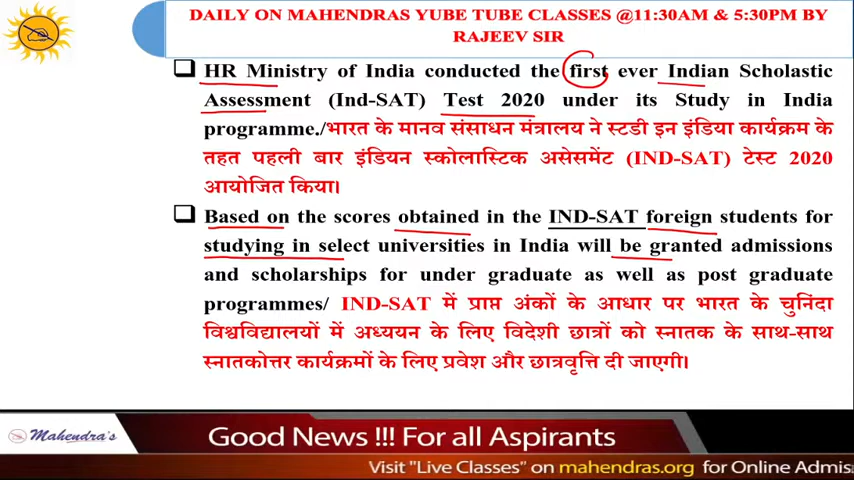 DAILY ON MAHENDRAS YUBE TUBE CLASSES @11:30AM & 5:30PM BY
RAJEEV SIR
HR Ministry of India conducted the first ever Indian Scholastic
Assessment (Ind-SAT) Test 2020 under its Study in India
programme./भारत के मानव संसाधन मंत्रालय ने स्टडी इन इंडिया कार्यक्रम के
तहत पहली बार इंडियन स्कोलास्टिक असेसमेंट (IND-SAT) टेस्ट 2020
आयोजित किया।
Based on the scores obtained in the IND-SAT foreign students for
studying in select universities in India will be granted admissions
and scholarships for under graduate as well as post graduate
programmes/ IND-SAT में प्राप्त अंकों के आधार पर भारत के चुनिंदा
विश्वविद्यालयों में अध्ययन के लिए विदेशी छात्रों को स्नातक के साथ-साथ
स्नातकोत्तर कार्यक्रमों के लिए प्रवेश और छात्रवृत्ति दी जाएगी।
Mahendra's
Good News !!! For all Aspirants
Visit "Live Classes" on mahendras.org for Online Admis